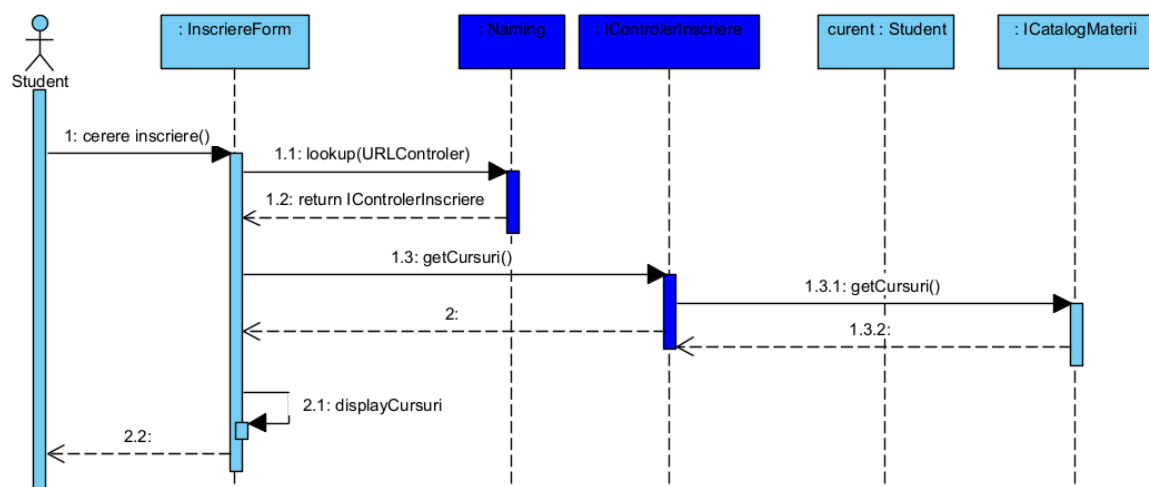 : InscriereForm
: Naming
: IControlerInscriere
curent : Student
: ICatalogMaterii
Student
1: cerere inscriere()
1.1: lookup(URLControler)
1.2: return IControlerInscriere
1.3: getCursuri()
1.3.1: getCursuri()
2:
1.3.2:
2.1: displayCursuri
2.2: